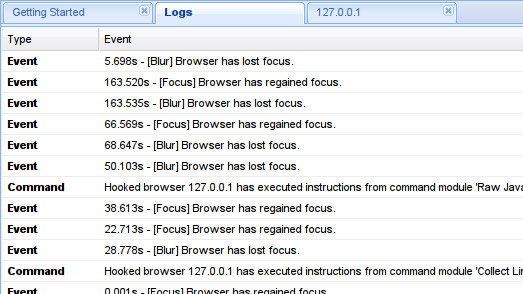 Getting Started Logs 127.0.0.1
Type Event
Event 5.698s - [Blur] Browser has lost focus.
Event 163.520s - [Focus] Browser has regained focus.
Event 163.535s - [Blur] Browser has lost focus.
Event 66.569s - [Focus] Browser has regained focus.
Event 68.647s - [Blur] Browser has lost focus.
Event 50.103s - [Blur] Browser has lost focus.
Command Hooked browser 127.0.0.1 has executed instructions from command module 'Raw Java
Event 38.613s - [Focus] Browser has regained focus.
Event 22.713s - [Focus] Browser has regained focus.
Event 28.778s - [Blur] Browser has lost focus.
Command Hooked browser 127.0.0.1 has executed instructions from command module 'Collect Lin
Event 0.001s - [Focus] Browser has regained focus.